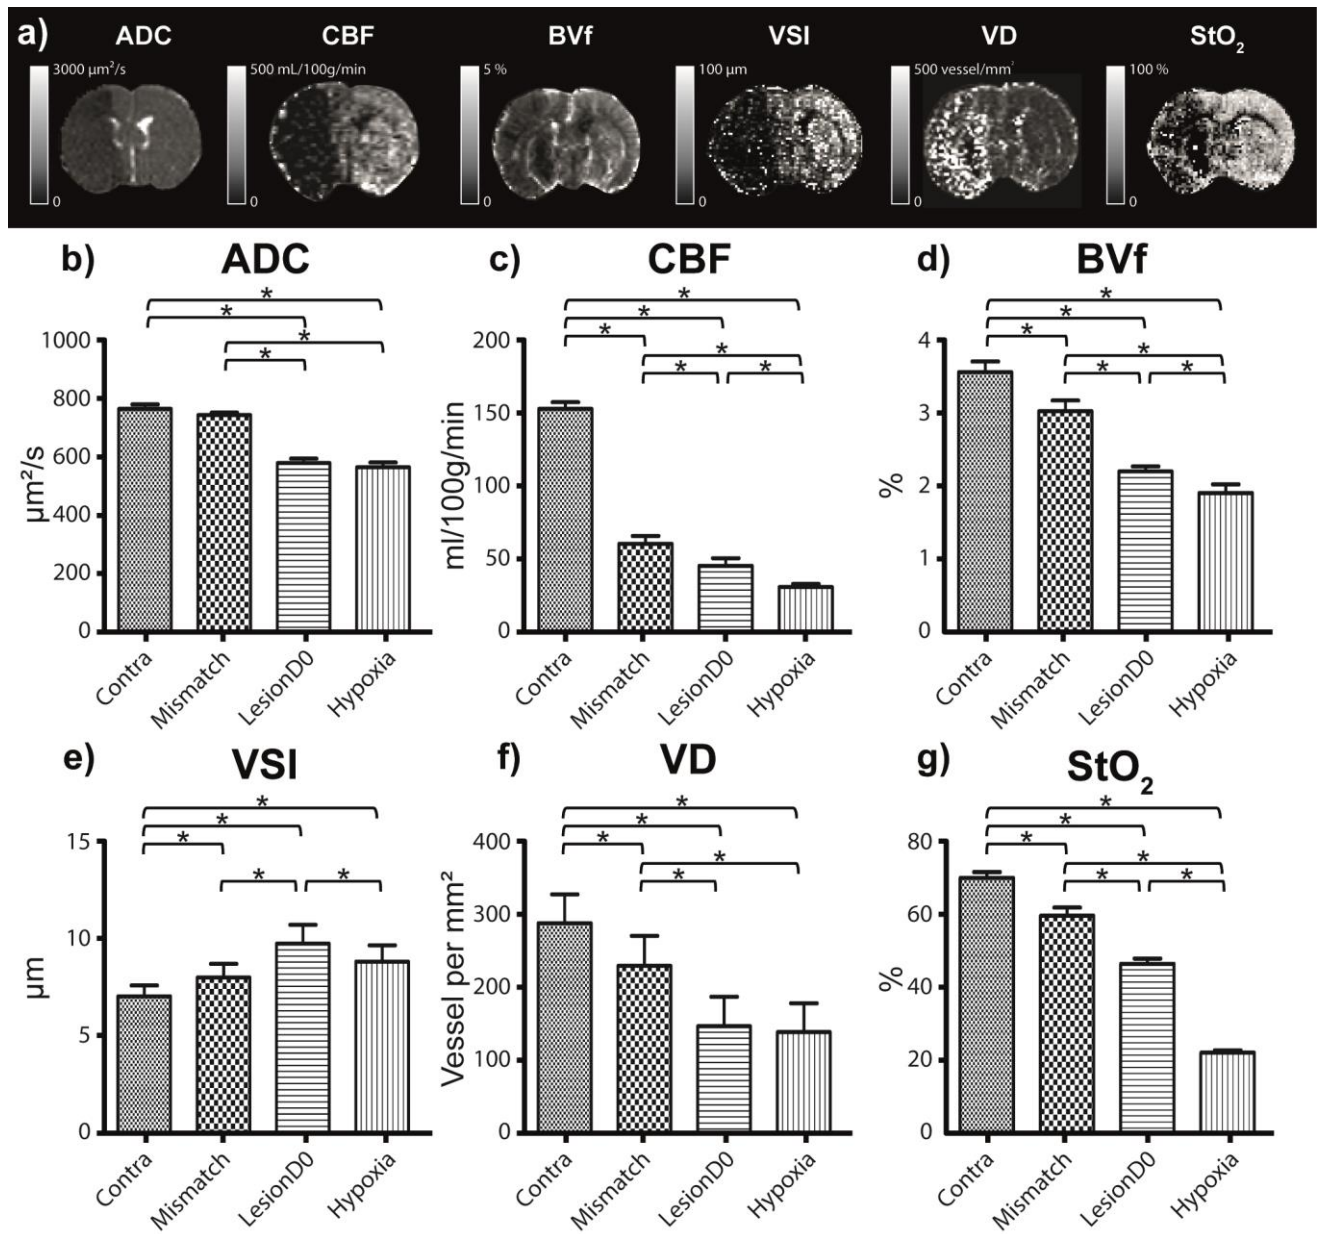 a) ADC CBF BVf VSI VD StO₂
3000 µm²/s 500 mL/100g/min 5 % 100 µm 500 vessel/mm² 100 %
0 0 0 0 0 0
b) ADC
* * * *
1000
800
600
400
200
0
µm²/s
Contra Mismatch LesionD0 Hypoxia
c) CBF
* * * * * *
200
150
100
50
0
ml/100g/min
Contra Mismatch LesionD0 Hypoxia
d) BVf
* * * * * *
4
3
2
1
0
%
Contra Mismatch LesionD0 Hypoxia
e) VSI
* * * * *
15
10
5
0
µm
Contra Mismatch LesionD0 Hypoxia
f) VD
* * * * *
400
300
200
100
0
Vessel per mm²
Contra Mismatch LesionD0 Hypoxia
g) StO₂
* * * * * *
80
60
40
20
0
%
Contra Mismatch LesionD0 Hypoxia